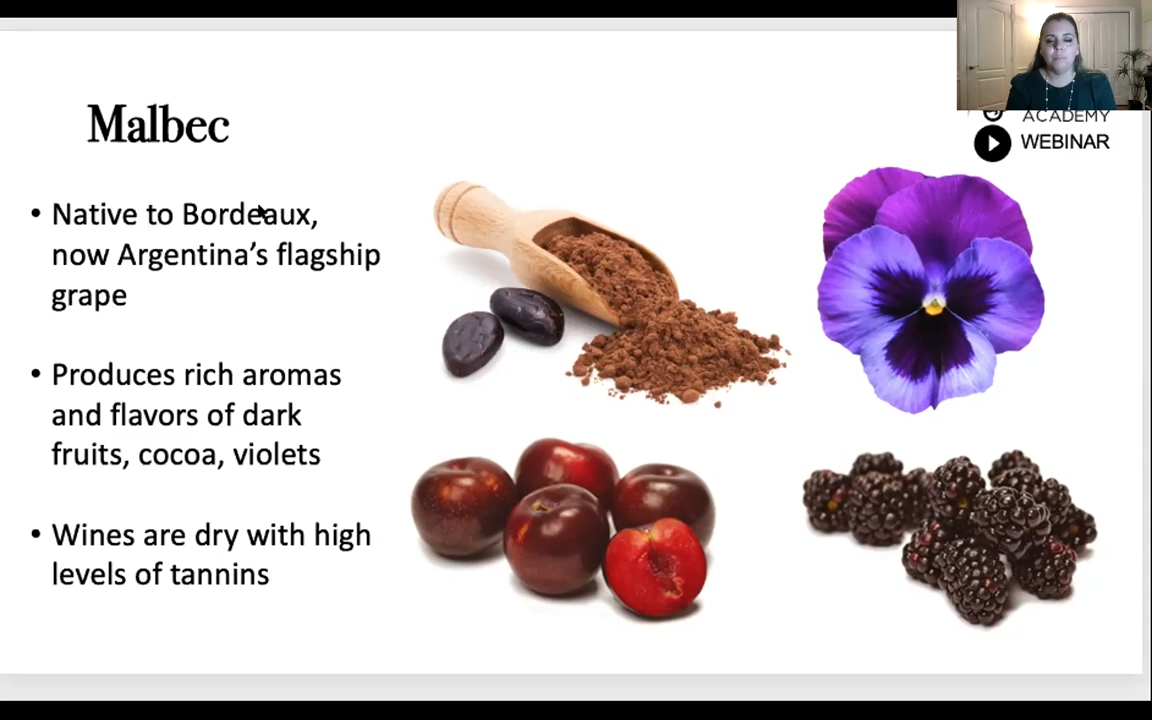 Malbec
ACADEMY
WEBINAR
• Native to Bordeaux,
now Argentina’s flagship
grape
• Produces rich aromas
and flavors of dark
fruits, cocoa, violets
• Wines are dry with high
levels of tannins